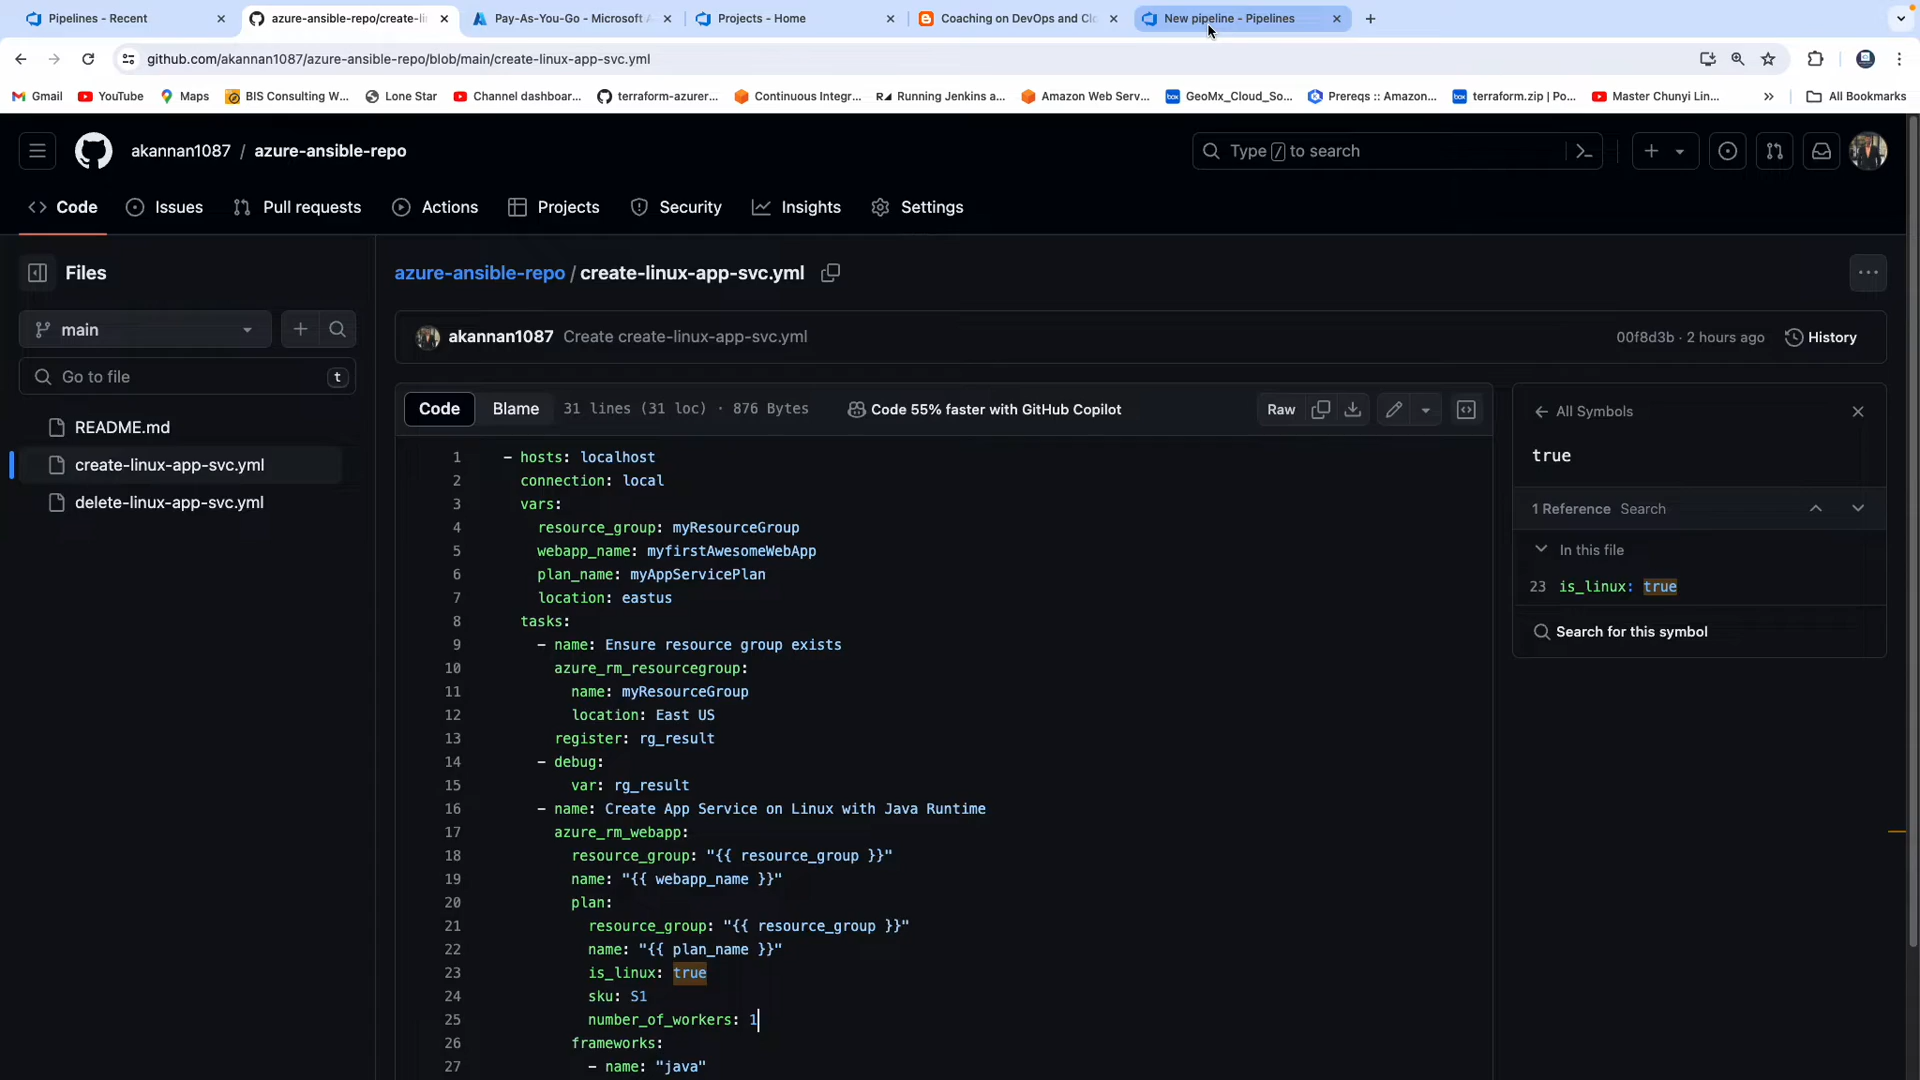 Pipelines - Recent
azure-ansible-repo/create-li
Pay-As-You-Go - Microsoft A
Projects - Home
Coaching on DevOps and Clo
New pipeline - Pipelines
github.com/akannan1087/azure-ansible-repo/blob/main/create-linux-app-svc.yml
Gmail
YouTube
Maps
BIS Consulting W...
Lone Star
Channel dashboar...
terraform-azurer...
Continuous Integr...
Running Jenkins a...
Amazon Web Serv...
GeoMx_Cloud_So...
Prereqs :: Amazon...
terraform.zip | Po...
Master Chunyi Lin...
All Bookmarks
akannan1087 / azure-ansible-repo
Type / to search
Code
Issues
Pull requests
Actions
Projects
Security
Insights
Settings
Files
main
Go to file
t
README.md
create-linux-app-svc.yml
delete-linux-app-svc.yml
azure-ansible-repo / create-linux-app-svc.yml
akannan1087 Create create-linux-app-svc.yml
00f8d3b · 2 hours ago
History
Code
Blame
31 lines (31 loc) · 876 Bytes
Code 55% faster with GitHub Copilot
Raw
1 - hosts: localhost
2 connection: local
3 vars:
4 resource_group: myResourceGroup
5 webapp_name: myfirstAwesomeWebApp
6 plan_name: myAppServicePlan
7 location: eastus
8 tasks:
9 - name: Ensure resource group exists
10 azure_rm_resourcegroup:
11 name: myResourceGroup
12 location: East US
13 register: rg_result
14 - debug:
15 var: rg_result
16 - name: Create App Service on Linux with Java Runtime
17 azure_rm_webapp:
18 resource_group: "{{ resource_group }}"
19 name: "{{ webapp_name }}"
20 plan:
21 resource_group: "{{ resource_group }}"
22 name: "{{ plan_name }}"
23 is_linux: true
24 sku: S1
25 number_of_workers: 1
26 frameworks:
27 - name: "java"
All Symbols
true
1 Reference Search
In this file
23 is_linux: true
Search for this symbol